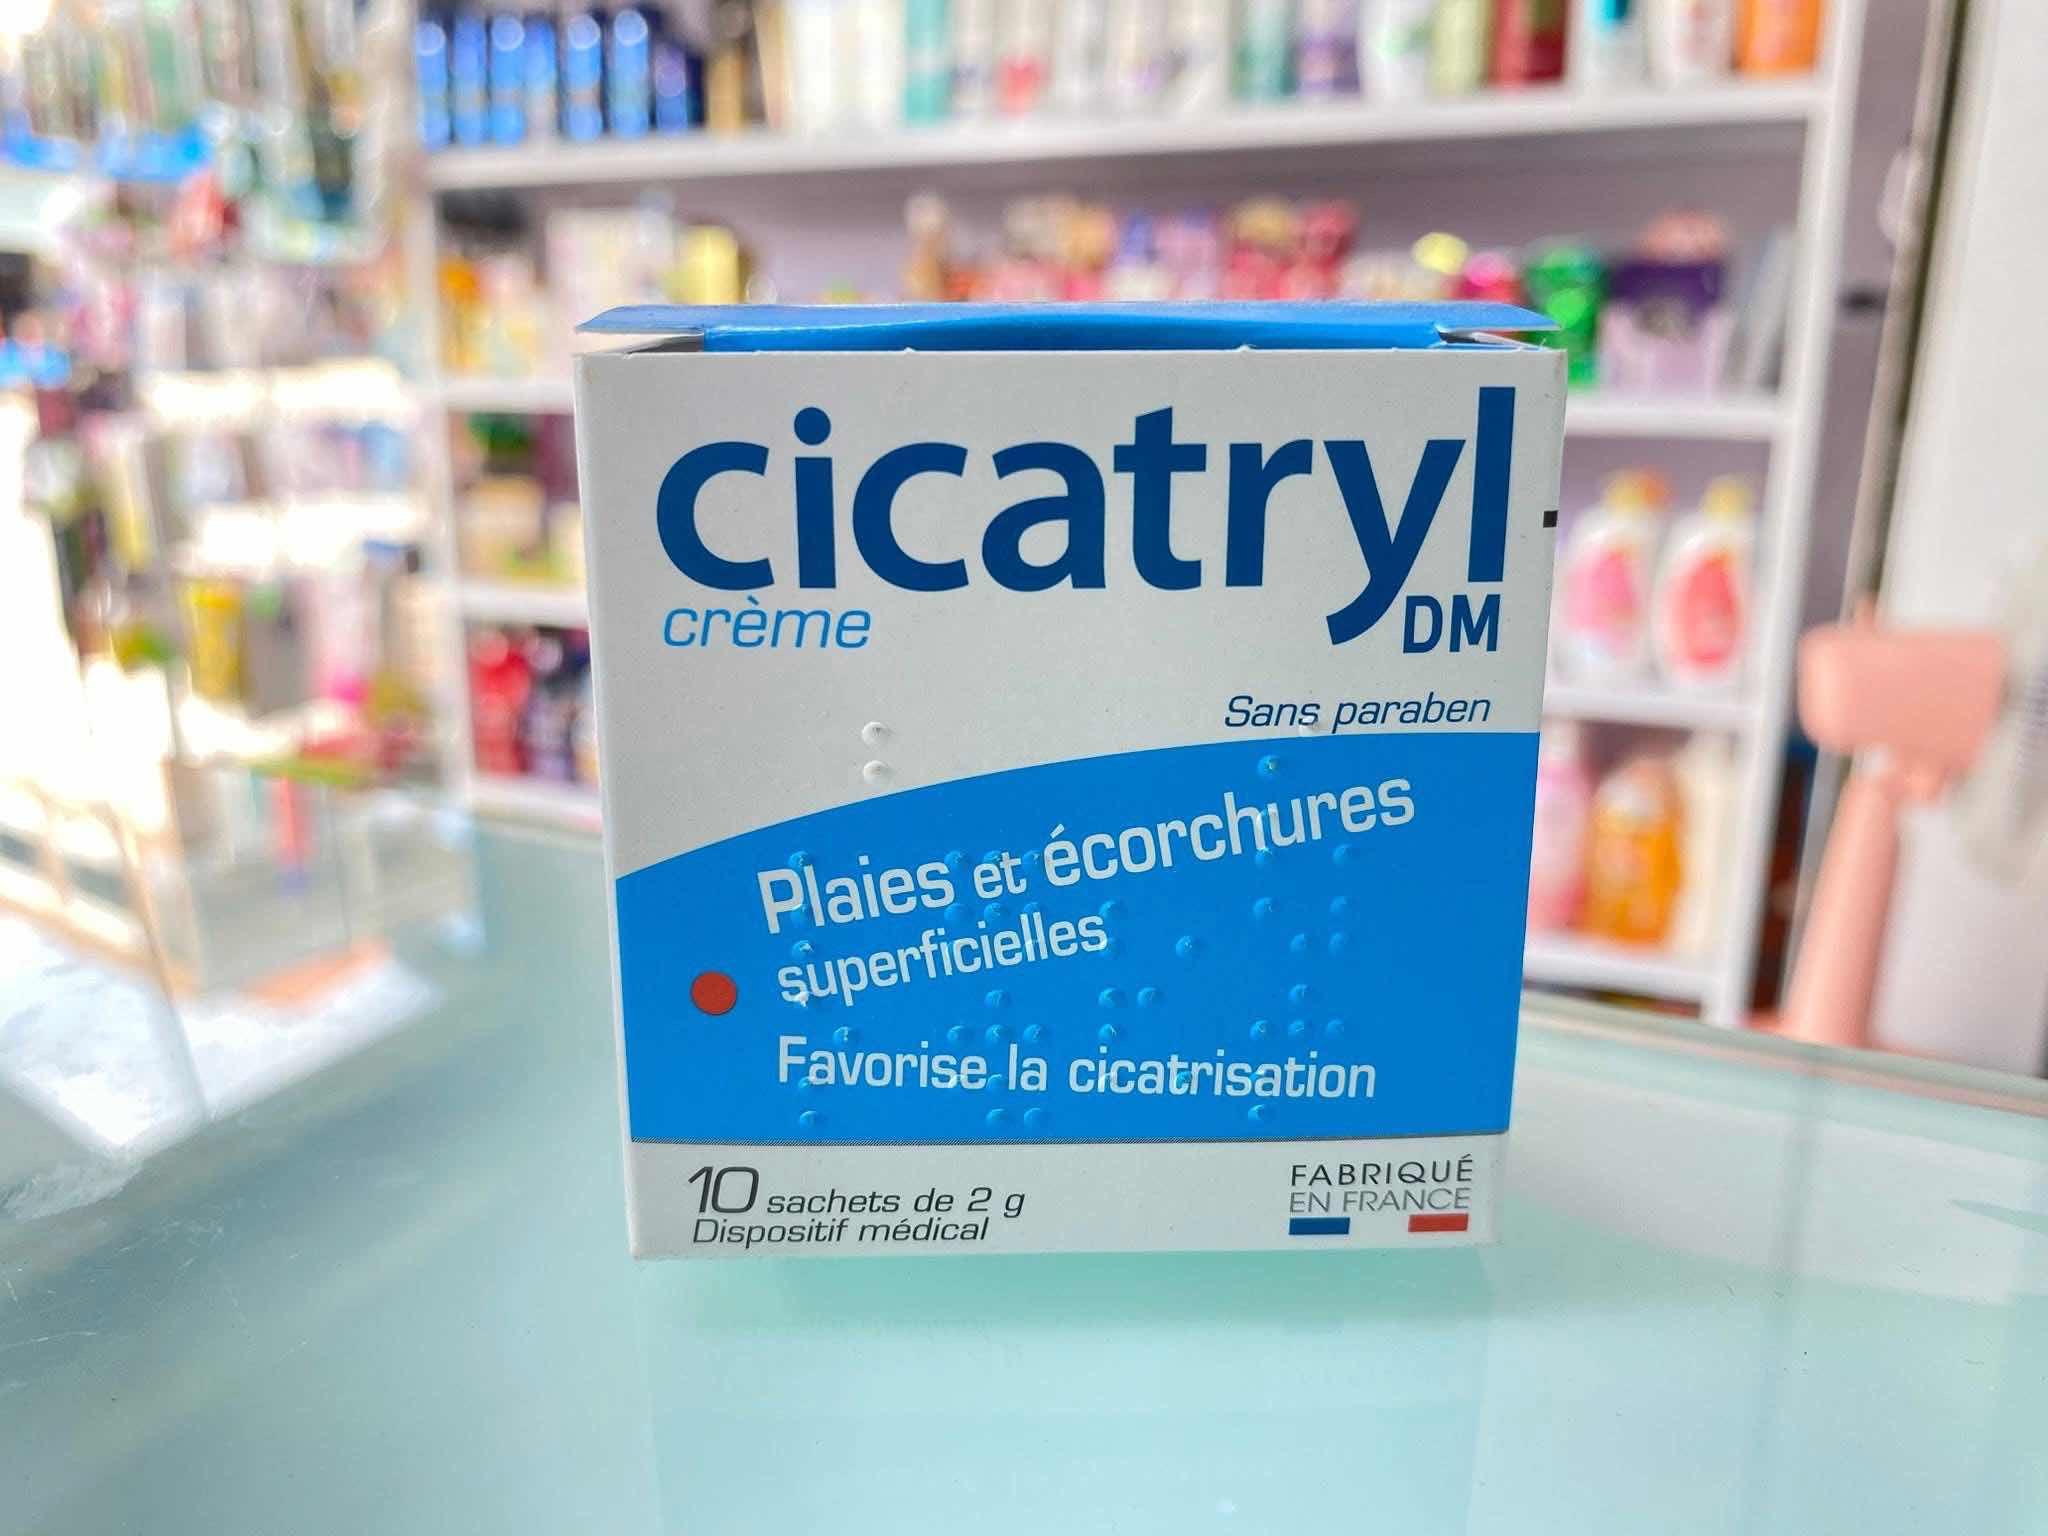 cicatryl
crème
DM
Sans paraben
Plaies et écorchures
superficielles
Favorise la cicatrisation
10 sachets de 2 g
Dispositif médical
FABRIQUÉ
EN FRANCE